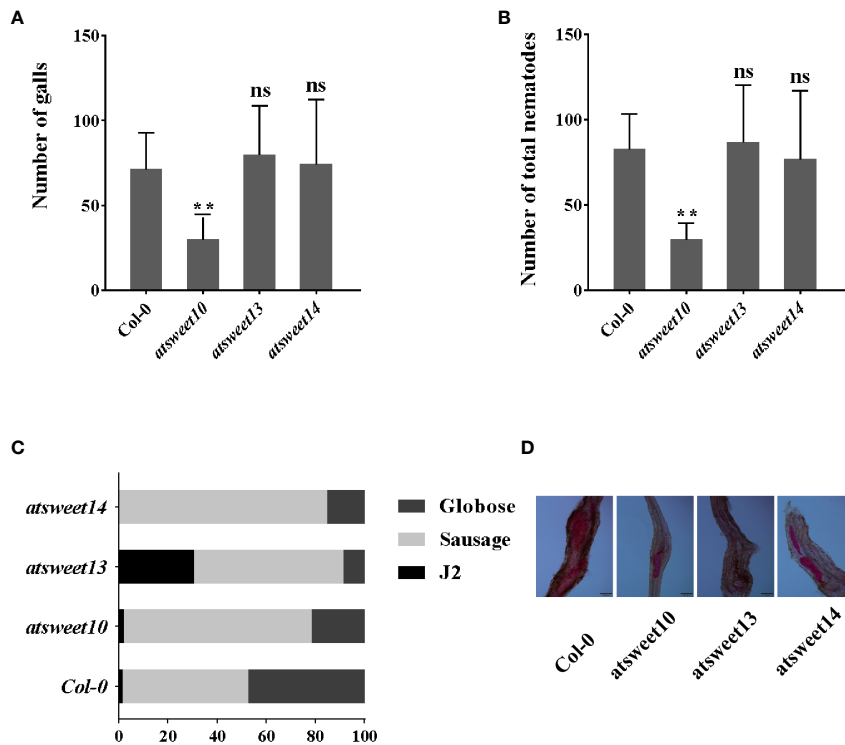 A
Number of galls
150
100
50
0
**
ns
ns
Col-0
atsweet10
atsweet13
atsweet14
B
Number of total nematodes
150
100
50
0
**
ns
ns
Col-0
atsweet10
atsweet13
atsweet14
C
atsweet14
atsweet13
atsweet10
Col-0
0 20 40 60 80 100
Globose
Sausage
J2
D
Col-0
atsweet10
atsweet13
atsweet14